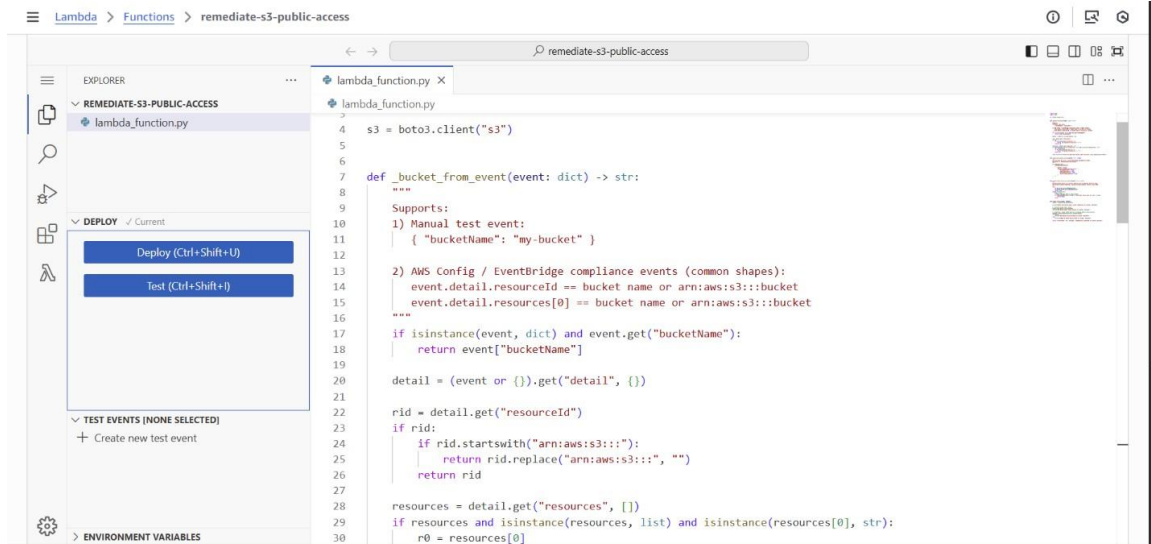 Lambda > Functions > remediate-s3-public-access
remediate-s3-public-access
EXPLORER ...
REMEDIATE-S3-PUBLIC-ACCESS
lambda_function.py
DEPLOY ✓ Current
Deploy (Ctrl+Shift+U)
Test (Ctrl+Shift+I)
TEST EVENTS [NONE SELECTED]
+ Create new test event
ENVIRONMENT VARIABLES
lambda_function.py ×
lambda_function.py
4 s3 = boto3.client("s3")
5
6
7 def _bucket_from_event(event: dict) -> str:
8     """
9     Supports:
10     1) Manual test event:
11        { "bucketName": "my-bucket" }
12
13     2) AWS Config / EventBridge compliance events (common shapes):
14        event.detail.resourceId == bucket name or arn:aws:s3:::bucket
15        event.detail.resources[0] == bucket name or arn:aws:s3:::bucket
16     """
17     if isinstance(event, dict) and event.get("bucketName"):
18         return event["bucketName"]
19
20     detail = (event or {}).get("detail", {})
21
22     rid = detail.get("resourceId")
23     if rid:
24         if rid.startswith("arn:aws:s3:::"):
25             return rid.replace("arn:aws:s3:::", "")
26         return rid
27
28     resources = detail.get("resources", [])
29     if resources and isinstance(resources, list) and isinstance(resources[0], str):
30         r0 = resources[0]